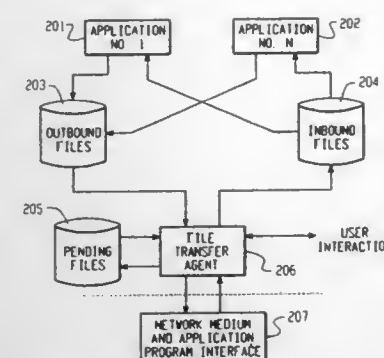 201
APPLICATION
NO. 1
APPLICATION
NO. N
202
203
204
OUTBOUND
FILES
INBOUND
FILES
205
PENDING
FILES
FILE
TRANSFER
AGENT
206
USER
INTERACTIO
NETWORK MEDIUM
AND APPLICATION
PROGRAM INTERFACE
207